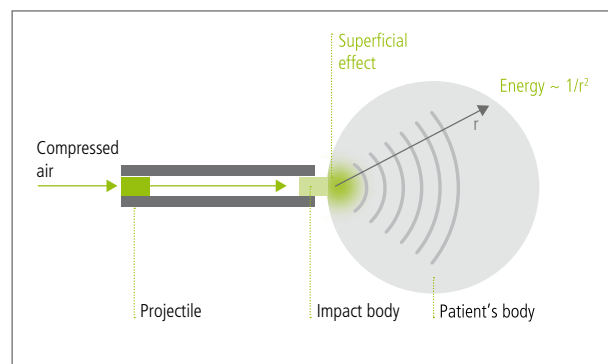 Superficial
effect
Energy ~ 1/r²
r
Compressed
air
Projectile
Impact body
Patient's body